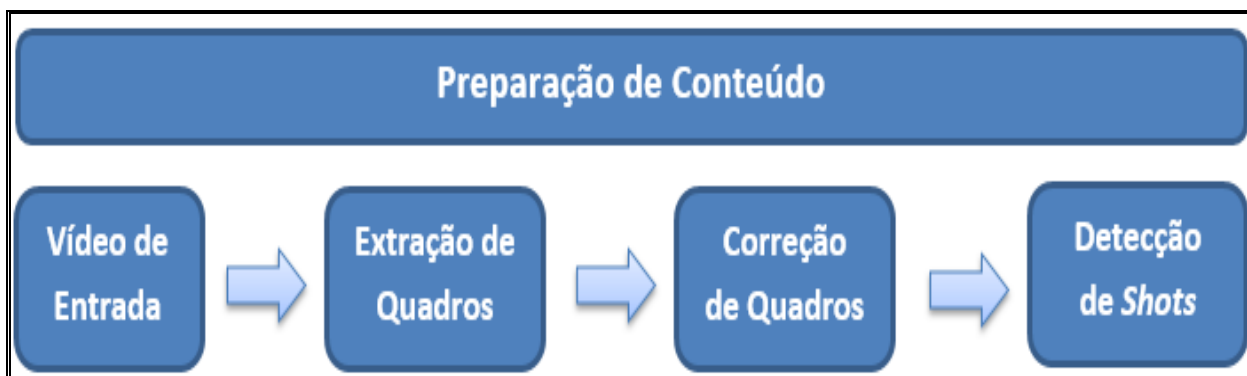 Preparação de Conteúdo
Vídeo de
Entrada
Extração de
Quadros
Correção
de Quadros
Detecção
de Shots